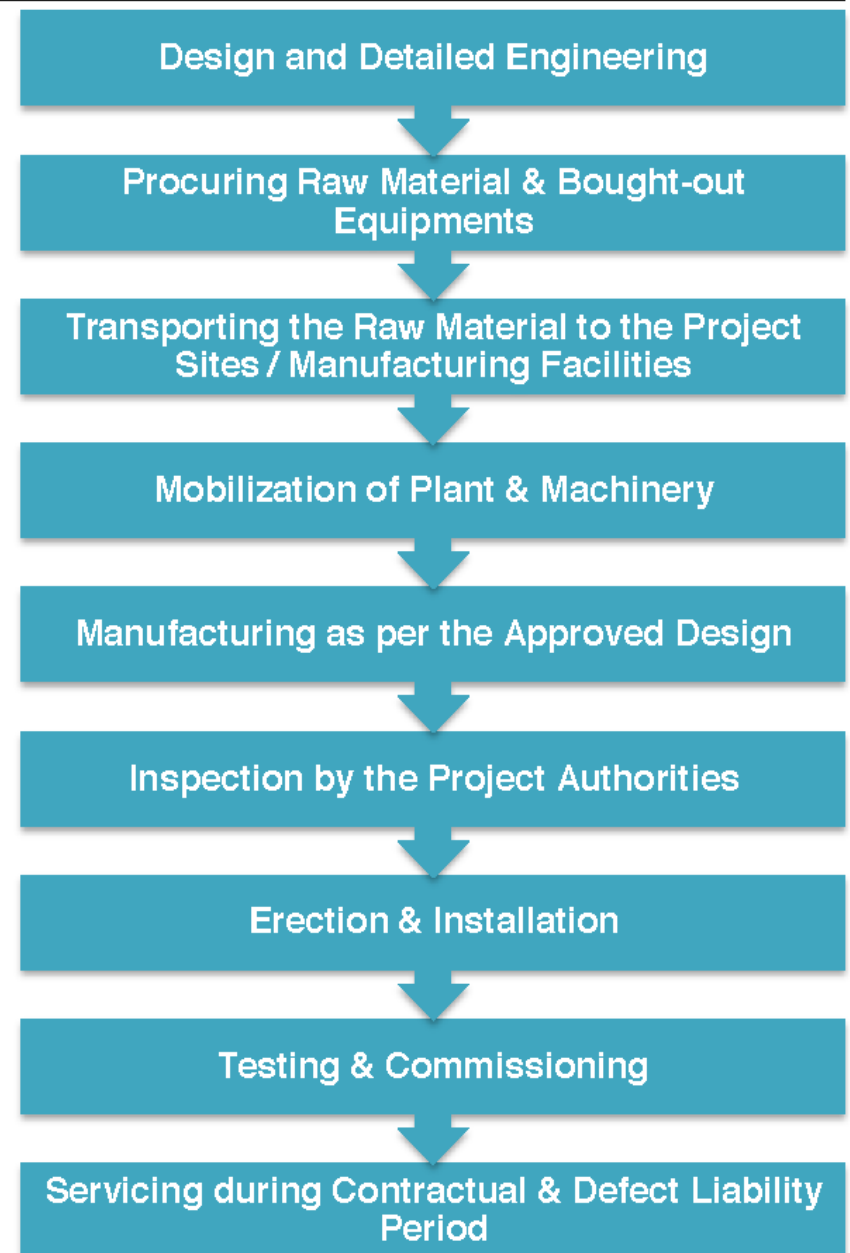 Design and Detailed Engineering
Procuring Raw Material & Bought-out
Equipments
Transporting the Raw Material to the Project
Sites / Manufacturing Facilities
Mobilization of Plant & Machinery
Manufacturing as per the Approved Design
Inspection by the Project Authorities
Erection & Installation
Testing & Commissioning
Servicing during Contractual & Defect Liability
Period